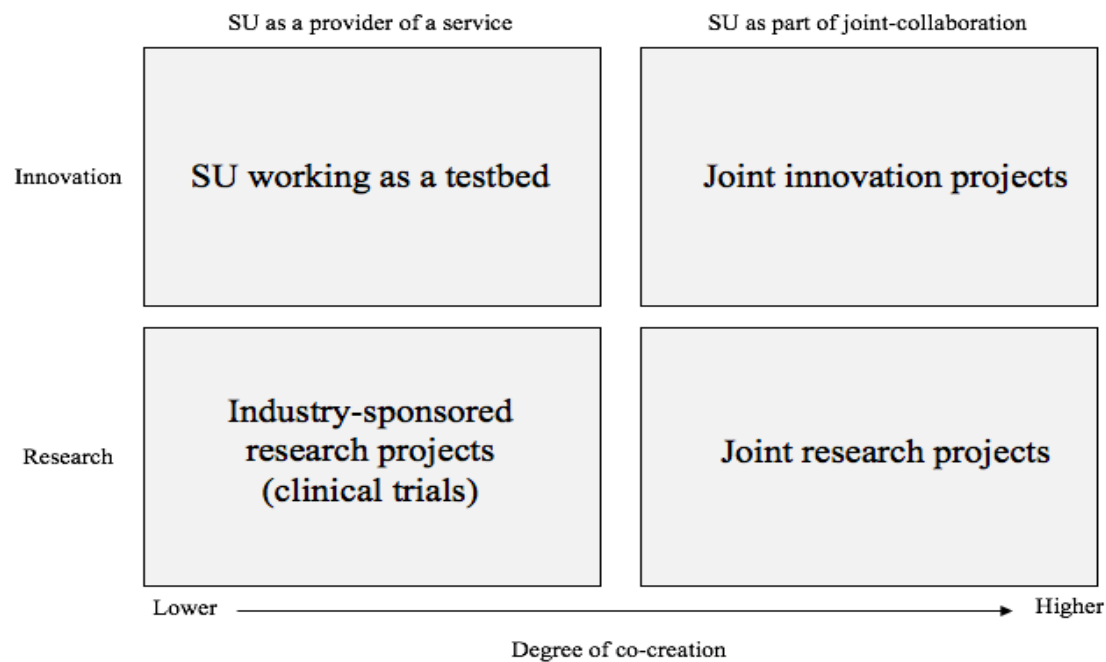 SU as a provider of a service
SU as part of joint-collaboration
Innovation
SU working as a testbed
Joint innovation projects
Research
Industry-sponsored
research projects
(clinical trials)
Joint research projects
Lower
Higher
Degree of co-creation